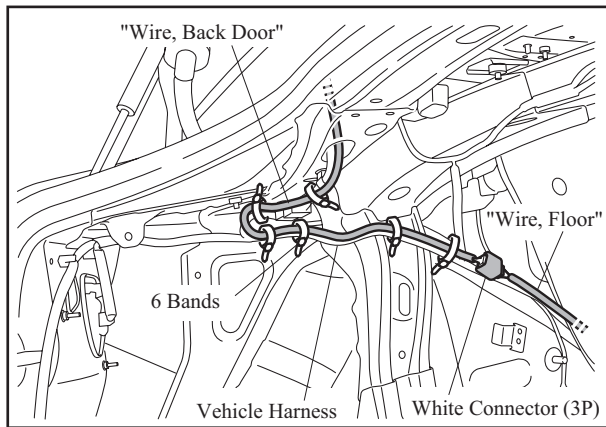 "Wire, Back Door"
"Wire, Floor"
6 Bands
Vehicle Harness
White Connector (3P)